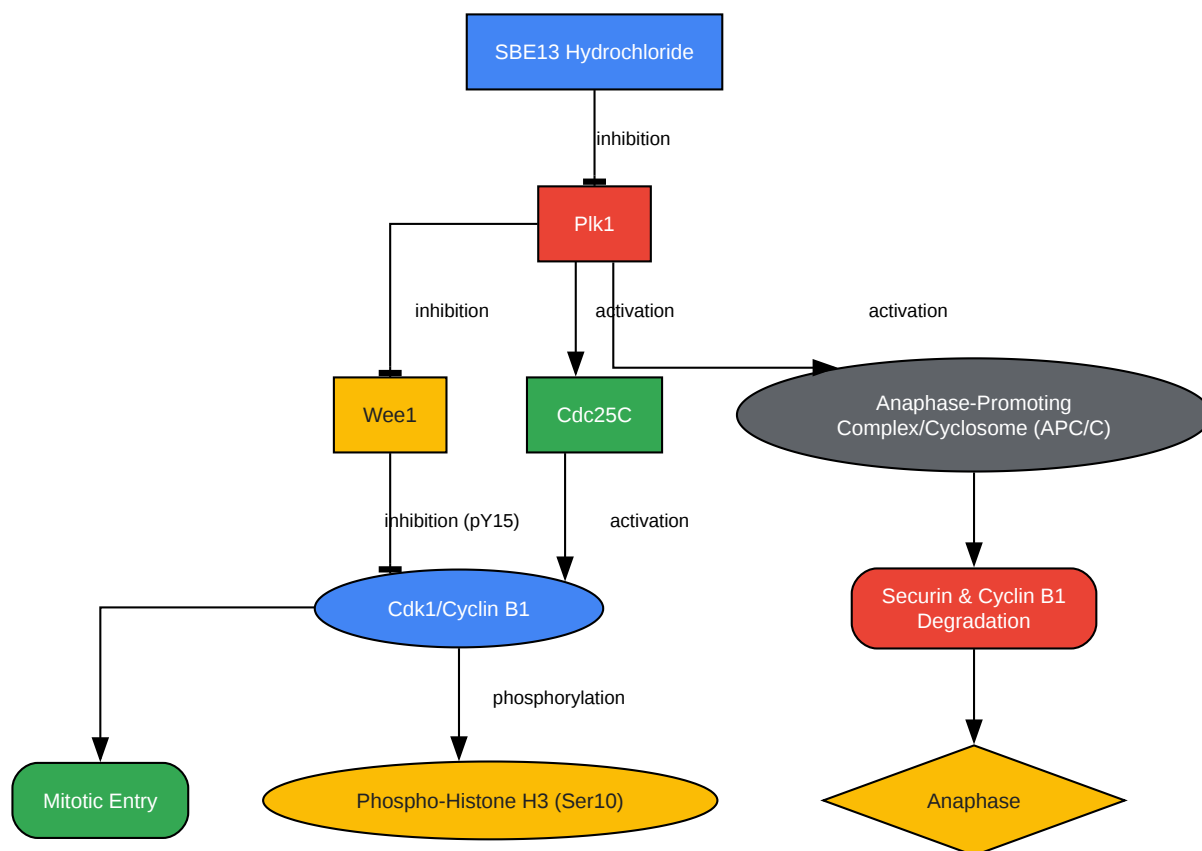 SBE13 Hydrochloride
inhibition
Plk1
inhibition
activation
activation
Wee1
Cdc25C
Anaphase-Promoting
Complex/Cyclosome (APC/C)
inhibition (pY15)
activation
Cdk1/Cyclin B1
Securin & Cyclin B1
Degradation
phosphorylation
Mitotic Entry
Phospho-Histone H3 (Ser10)
Anaphase